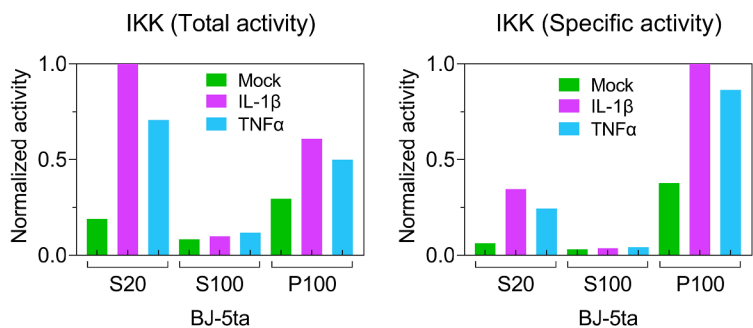 IKK (Total activity)
Normalized activity
1.0
0.5
0.0
Mock
IL-1β
TNFα
S20 S100 P100
BJ-5ta
IKK (Specific activity)
Normalized activity
1.0
0.5
0.0
Mock
IL-1β
TNFα
S20 S100 P100
BJ-5ta